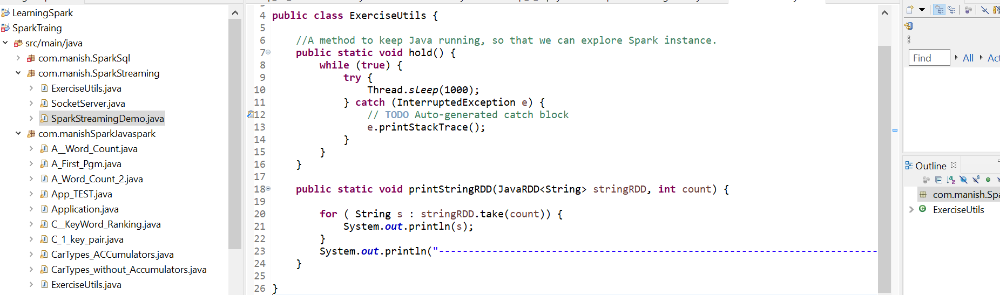 LearningSpark
SparkTraing
src/main/java
com.manish.SparkSql
com.manish.SparkStreaming
ExerciseUtils.java
SocketServer.java
SparkStreamingDemo.java
com.manishSparkJavaspark
A__Word_Count.java
A_First_Pgm.java
A_Word_Count_2.java
App_TEST.java
Application.java
C__KeyWord_Ranking.java
C_1_key_pair.java
CarTypes_ACCumulators.java
CarTypes_without_Accumulators.java
ExerciseUtils.java
4 public class ExerciseUtils {
5
6 //A method to keep Java running, so that we can explore Spark instance.
7 public static void hold() {
8 while (true) {
9 try {
10 Thread.sleep(1000);
11 } catch (InterruptedException e) {
12 // TODO Auto-generated catch block
13 e.printStackTrace();
14 }
15 }
16 }
17
18 public static void printStringRDD(JavaRDD<String> stringRDD, int count) {
19
20 for ( String s : stringRDD.take(count)) {
21 System.out.println(s);
22 }
23 System.out.println("--------------------------------------------------------------------------
24 }
25
26 }
Find All Act
Outline
com.manish.Spa
ExerciseUtils